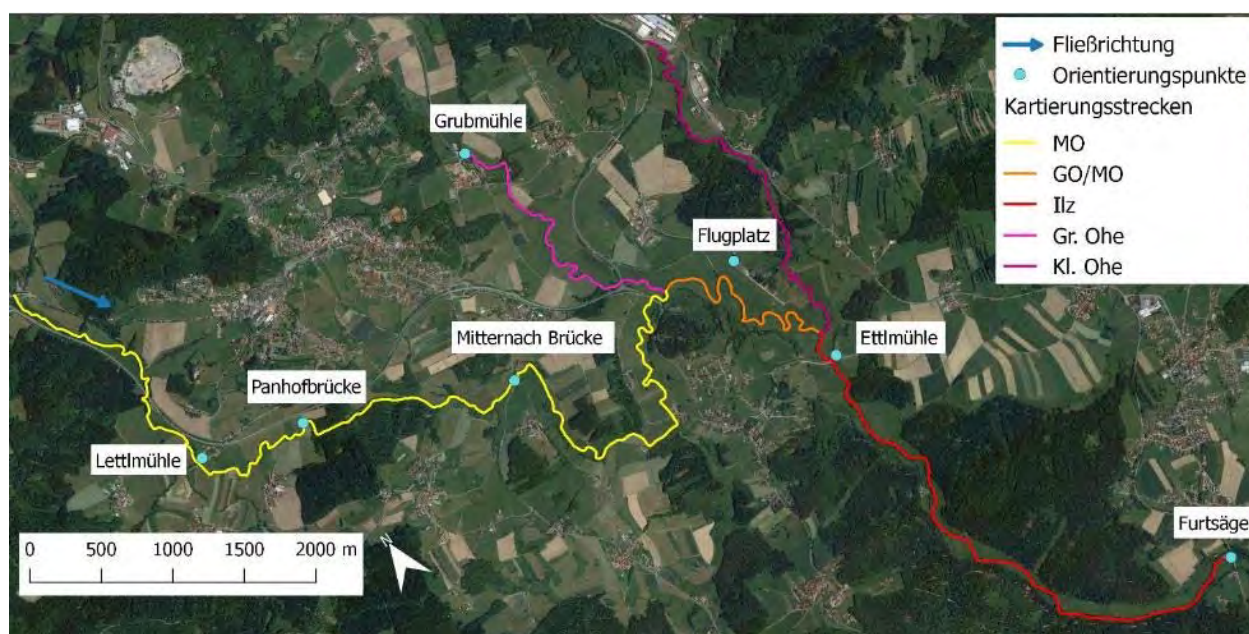 Fließrichtung
Orientierungspunkte
Kartierungsstrecken
MO
GO/MO
Ilz
Gr. Ohe
Kl. Ohe
Grubmühle
Flugplatz
Mitternach Brücke
Ettlmühle
Panhofbrücke
Lettlmühle
Furtsäge
0 500 1000 1500 2000 m
N